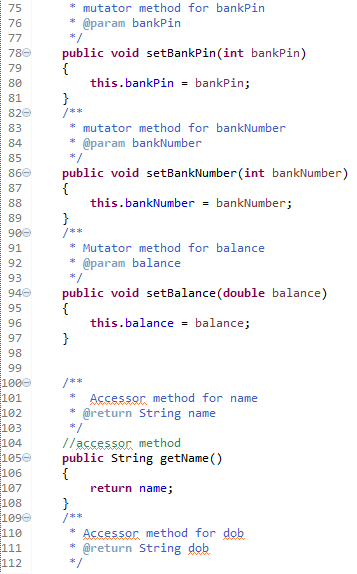 75      * mutator method for bankPin
76      * @param bankPin
77      */
78     public void setBankPin(int bankPin)
79     {
80         this.bankPin = bankPin;
81     }
82     /**
83      * mutator method for bankNumber
84      * @param bankNumber
85      */
86     public void setBankNumber(int bankNumber)
87     {
88         this.bankNumber = bankNumber;
89     }
90     /**
91      * Mutator method for balance
92      * @param balance
93      */
94     public void setBalance(double balance)
95     {
96         this.balance = balance;
97     }
98
99
100     /**
101      *  Accessor method for name
102      * @return String name
103      */
104     //accessor method
105     public String getName()
106     {
107         return name;
108     }
109     /**
110      * Accessor method for dob
111      * @return String dob
112      */